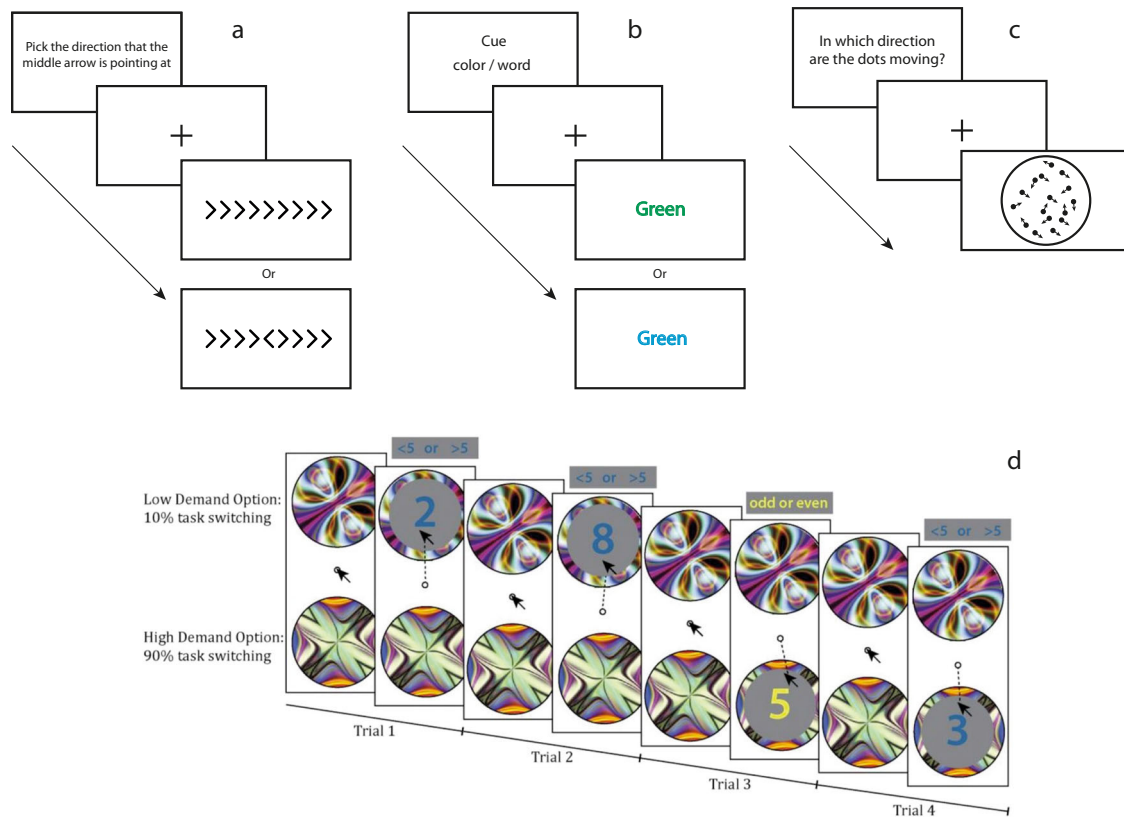 a
Pick the direction that the
middle arrow is pointing at
Or
b
Cue
color / word
Green
Or
Green
c
In which direction
are the dots moving?
d
Low Demand Option:
10% task switching
High Demand Option:
90% task switching
<5 or >5
2
<5 or >5
8
odd or even
5
<5 or >5
3
Trial 1
Trial 2
Trial 3
Trial 4